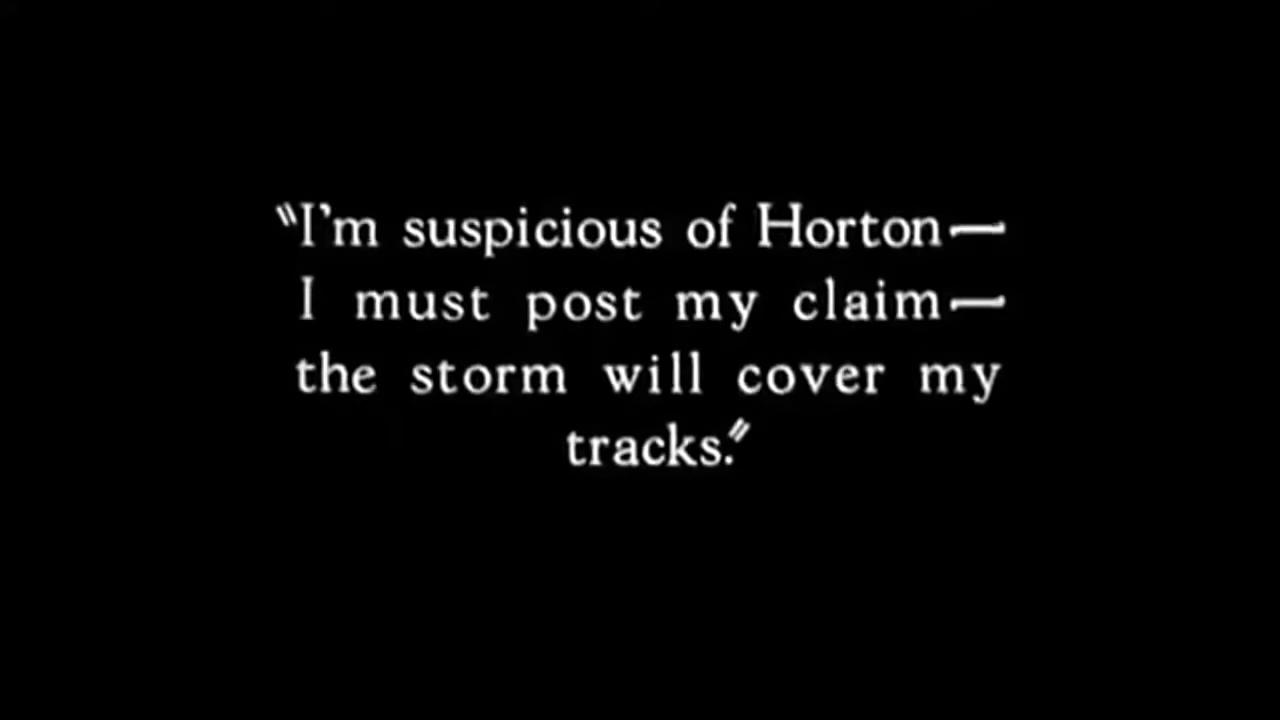 "I'm suspicious of Horton—
I must post my claim—
the storm will cover my
tracks."